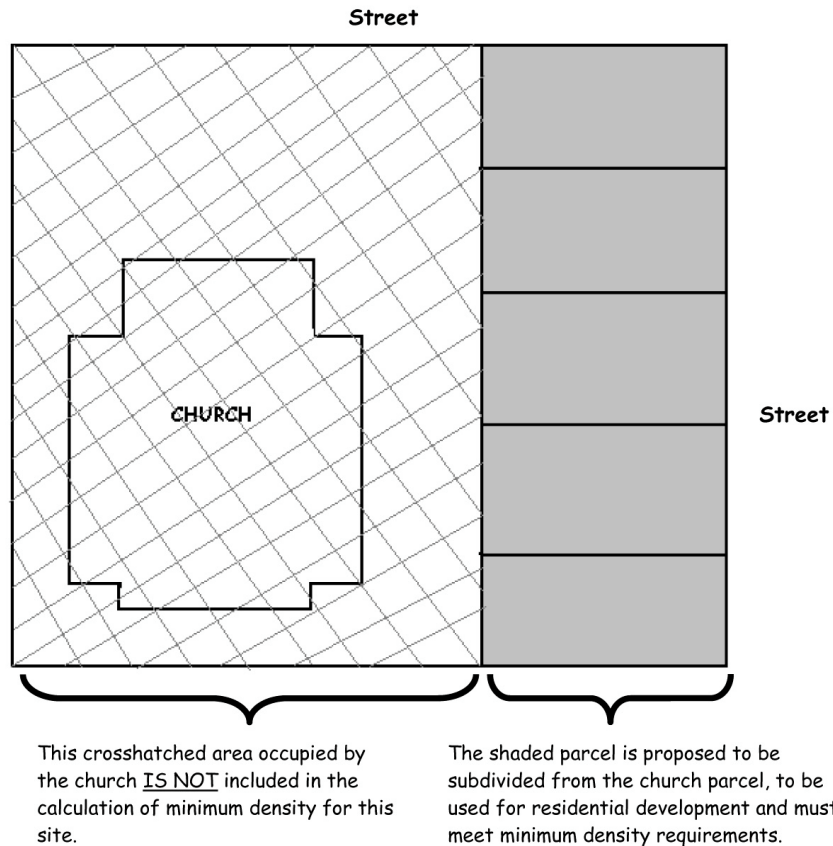 Street
CHURCH
Street
This crosshatched area occupied by
the church IS NOT included in the
calculation of minimum density for this
site.
The shaded parcel is proposed to be
subdivided from the church parcel, to be
used for residential development and must
meet minimum density requirements.